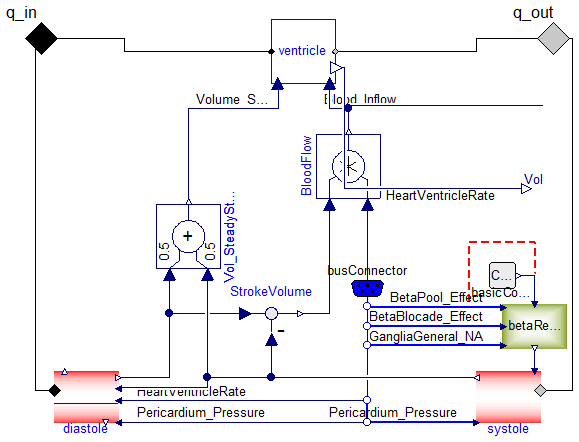 q_in
q_out
ventricle
Volume_S...
Blood_Inflow
BloodFlow
Vol
HeartVentricleRate
0.5
0.5
Vol_SteadySt...
+
K
busConnector
C...
basicCo...
StrokeVolume
BetaPool_Effect
BetaBlocade_Effect
betaRe...
GangliaGeneral_NA
-
HeartVentricleRate
Pericardium_Pressure
Pericardium_Pressure
diastole
systole